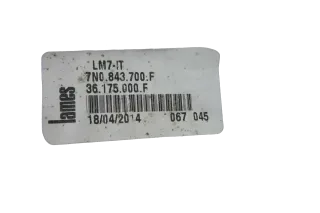 LM7-IT
7N0.843.700.F
36.175.000.F
lames
18/04/2014 067 045